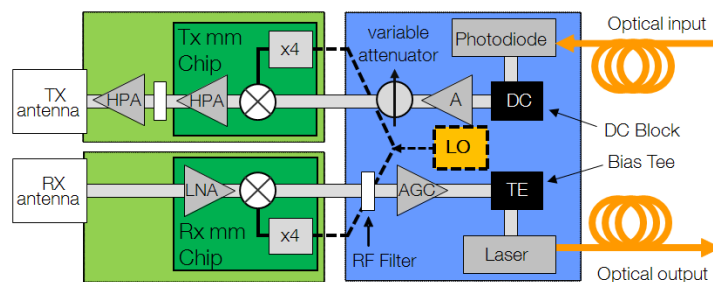 Tx mm
Chip
x4
variable
attenuator
Photodiode
Optical input
TX
antenna
HPA
HPA
A
DC
DC Block
LO
Bias Tee
RX
antenna
LNA
AGC
TE
Rx mm
Chip
x4
RF Filter
Laser
Optical output